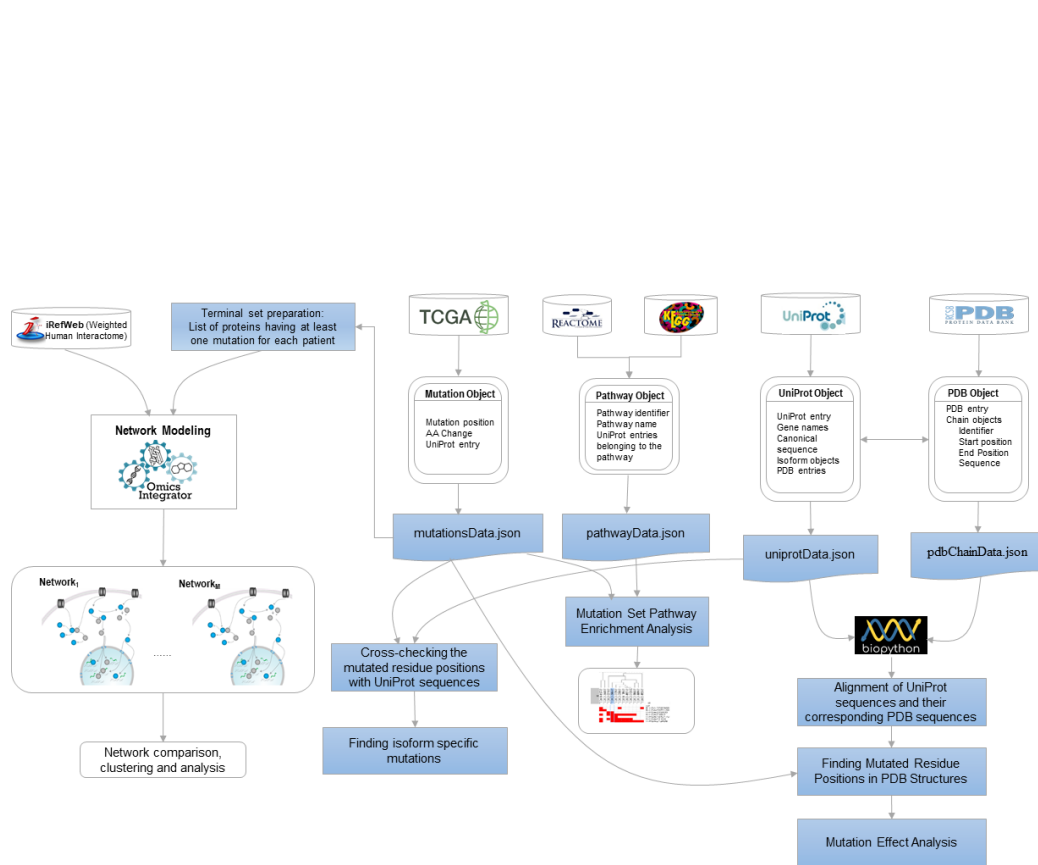 iRefWeb (Weighted
Human Interactome)
Terminal set preparation:
List of proteins having at least
one mutation for each patient
TCGA
REACTOME
KEGG
UniProt
RCSB
PDB
PROTEIN DATA BANK
Network Modeling
Omics
Integrator
Mutation Object
Mutation position
AA Change
UniProt entry
Pathway Object
Pathway identifier
Pathway name
UniProt entries
belonging to the
pathway
UniProt Object
UniProt entry
Gene names
Canonical
sequence
Isoform objects
PDB entries
PDB Object
PDB entry
Chain objects
Identifier
Start position
End Position
Sequence
mutationsData.json
pathwayData.json
uniprotData.json
pdbChainData.json
Network1
NetworkM
......
Mutation Set Pathway
Enrichment Analysis
biopython
Cross-checking the
mutated residue positions
with UniProt sequences
Alignment of UniProt
sequences and their
corresponding PDB sequences
Finding isoform specific
mutations
Network comparison,
clustering and analysis
Finding Mutated Residue
Positions in PDB Structures
Mutation Effect Analysis